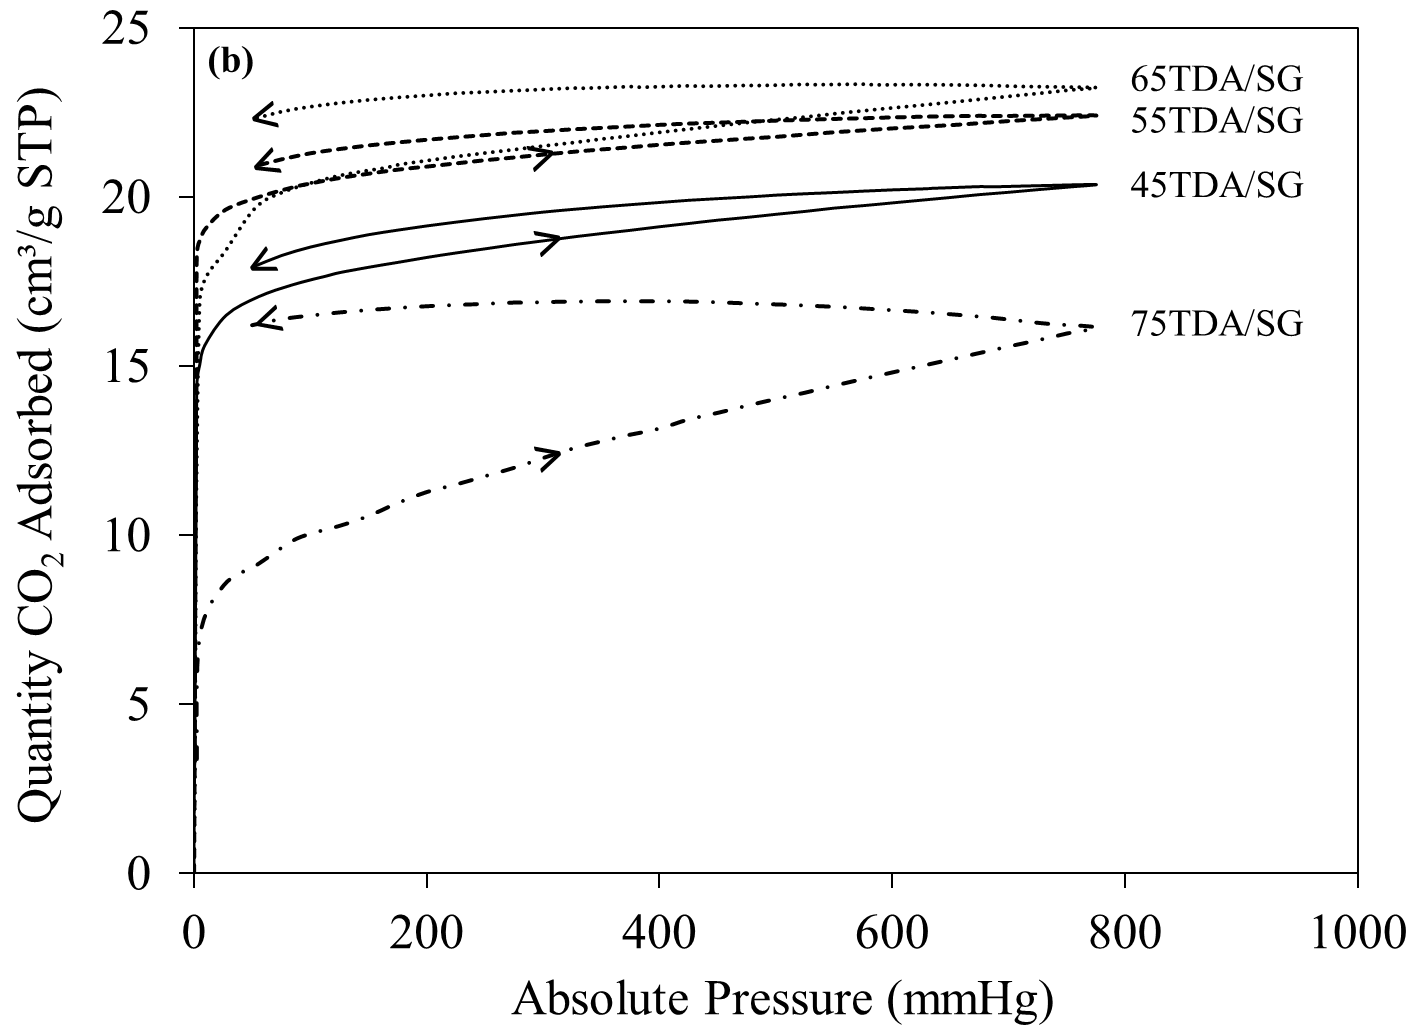 (b)
25
20
15
10
5
0
Quantity CO₂ Adsorbed (cm³/g STP)
65TDA/SG
55TDA/SG
45TDA/SG
75TDA/SG
0 200 400 600 800 1000
Absolute Pressure (mmHg)